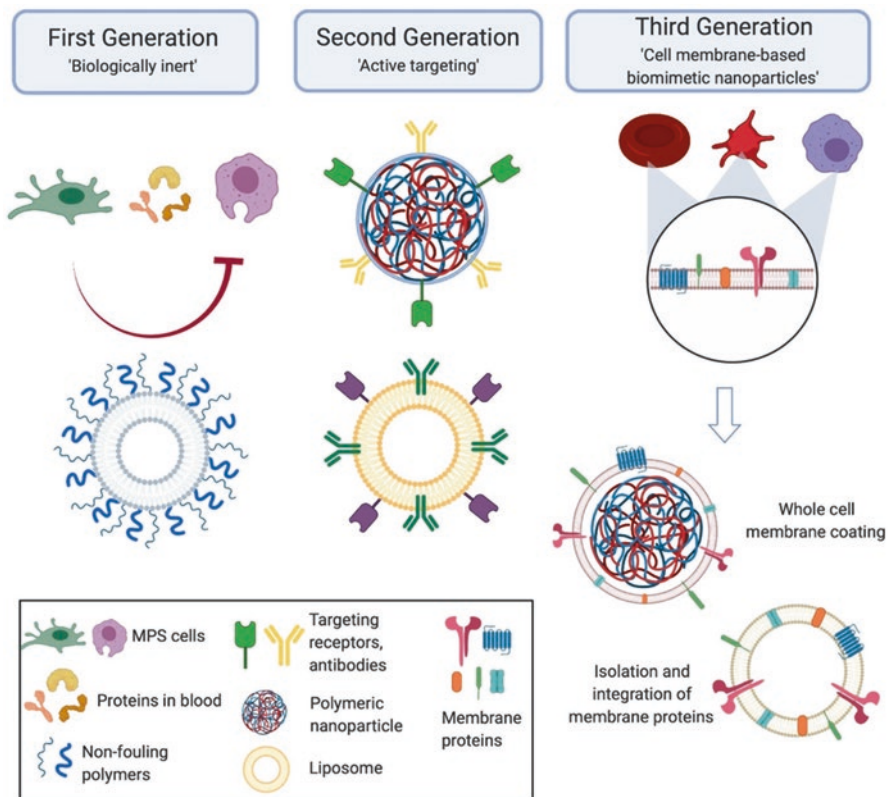 First Generation
'Biologically inert'
Second Generation
'Active targeting'
Third Generation
'Cell membrane-based
biomimetic nanoparticles'
Whole cell
membrane coating
Isolation and
integration of
membrane proteins
MPS cells
Proteins in blood
Non-fouling
polymers
Targeting
receptors,
antibodies
Polymeric
nanoparticle
Liposome
Membrane
proteins